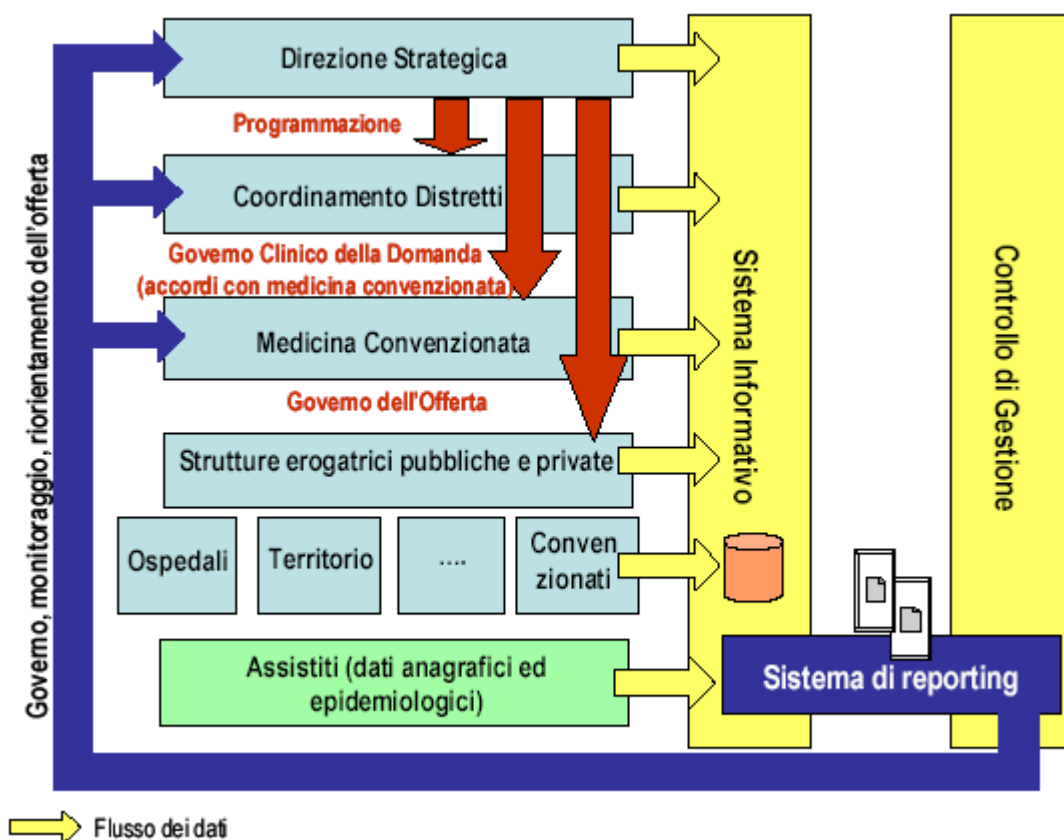 Direzione Strategica
Programmazione
Coordinamento Distretti
Governo Clinico della Domanda
(accordi con medicina convenzionata)
Medicina Convenzionata
Governo dell'Offerta
Strutture erogatrici pubbliche e private
Ospedali
Territorio
....
Conven
zionati
Assistiti (dati anagrafici ed
epidemiologici)
Governo, monitoraggio, riorientamento dell'offerta
Sistema Informativo
Controllo di Gestione
Sistema di reporting
Flusso dei dati